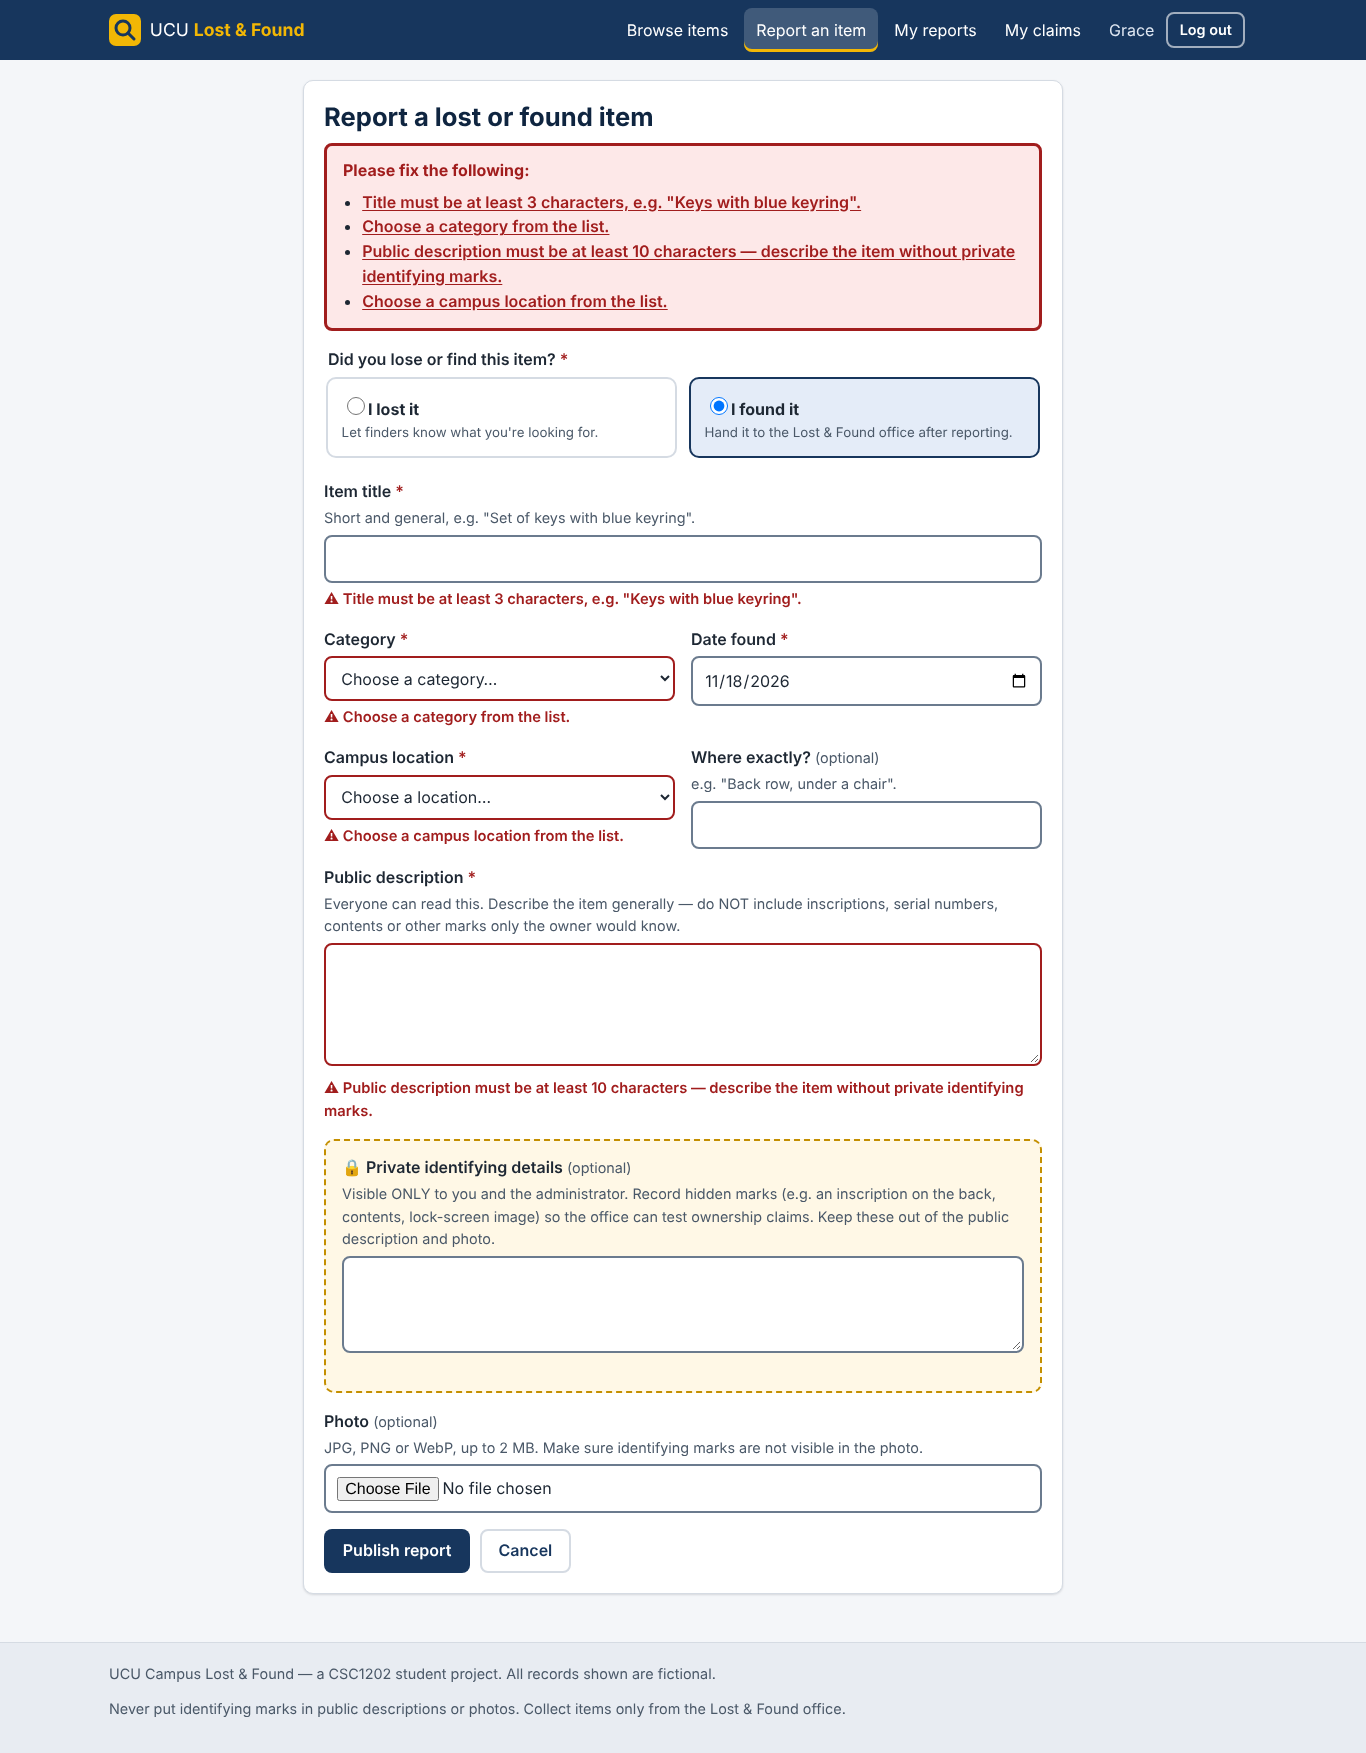 UCU Lost & Found
Browse items
Report an item
My reports
My claims
Grace
Log out
Report a lost or found item
Please fix the following:
Title must be at least 3 characters, e.g. "Keys with blue keyring".
Choose a category from the list.
Public description must be at least 10 characters — describe the item without private
identifying marks.
Choose a campus location from the list.
Did you lose or find this item? *
I lost it
Let finders know what you're looking for.
I found it
Hand it to the Lost & Found office after reporting.
Item title *
Short and general, e.g. "Set of keys with blue keyring".
⚠ Title must be at least 3 characters, e.g. "Keys with blue keyring".
Category *
Choose a category...
⚠ Choose a category from the list.
Date found *
11/18/2026
Campus location *
Choose a location...
⚠ Choose a campus location from the list.
Where exactly? (optional)
e.g. "Back row, under a chair".
Public description *
Everyone can read this. Describe the item generally — do NOT include inscriptions, serial numbers,
contents or other marks only the owner would know.
⚠ Public description must be at least 10 characters — describe the item without private identifying
marks.
🔒 Private identifying details (optional)
Visible ONLY to you and the administrator. Record hidden marks (e.g. an inscription on the back,
contents, lock-screen image) so the office can test ownership claims. Keep these out of the public
description and photo.
Photo (optional)
JPG, PNG or WebP, up to 2 MB. Make sure identifying marks are not visible in the photo.
Choose File No file chosen
Publish report
Cancel
UCU Campus Lost & Found — a CSC1202 student project. All records shown are fictional.
Never put identifying marks in public descriptions or photos. Collect items only from the Lost & Found office.